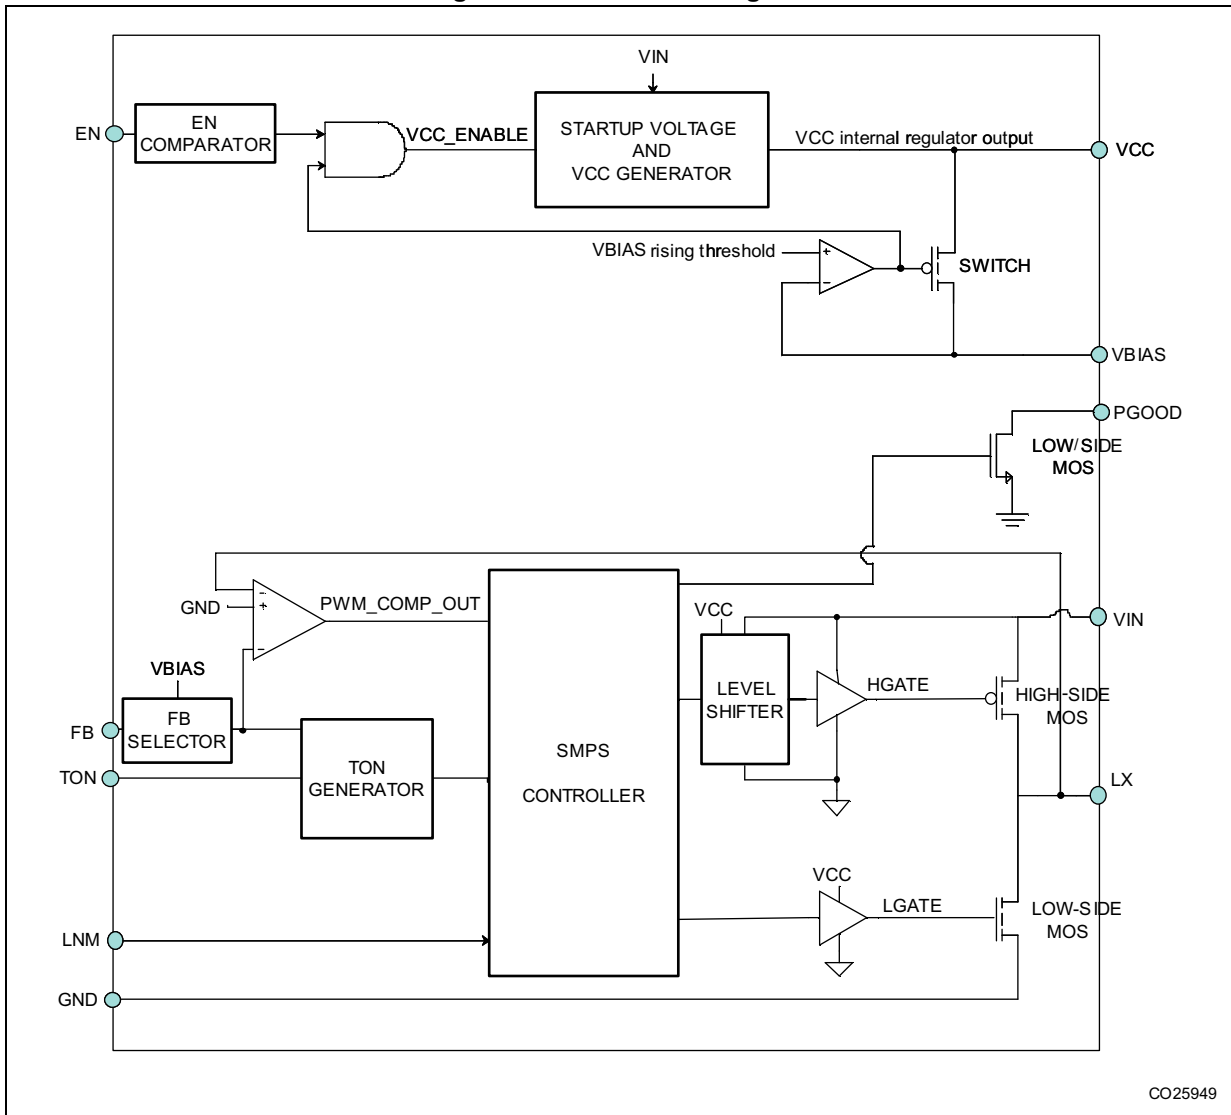 VIN
EN
EN
COMPARATOR
VCC_ENABLE
STARTUP VOLTAGE
AND
VCC GENERATOR
VCC internal regulator output
VCC
VBIAS rising threshold
+
-
SWITCH
VBIAS
PGOOD
LOW/SIDE
MOS
-
GND
+
-
PWM_COMP_OUT
VCC
VIN
VBIAS
FB
FB
SELECTOR
TON
TON
GENERATOR
SMPS
CONTROLLER
LEVEL
SHIFTER
HGATE
HIGH-SIDE
MOS
LX
VCC
LGATE
LOW-SIDE
MOS
LNM
GND
CO25949